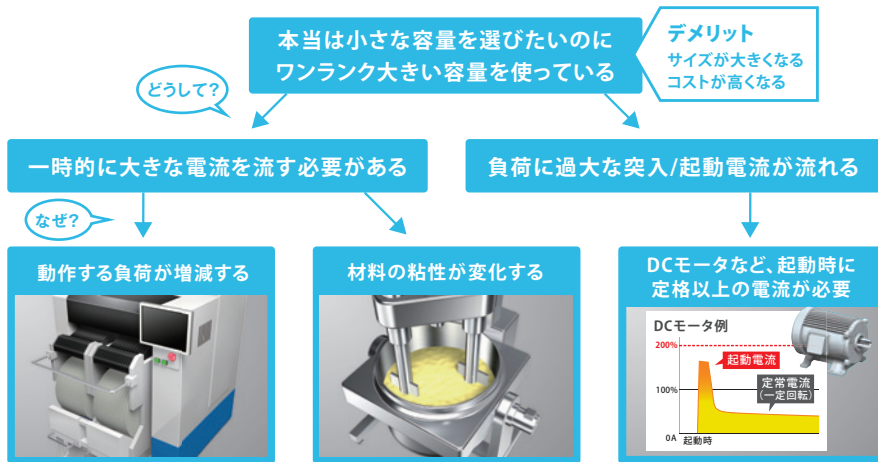 本当は小さな容量を選びたいのに
ワンランク大きい容量を使っている
デメリット
サイズが大きくなる
コストが高くなる
どうして?
一時的に大きな電流を流す必要がある
負荷に過大な突入/起動電流が流れる
なぜ?
動作する負荷が増減する
材料の粘性が変化する
DCモータなど、起動時に
定格以上の電流が必要
DCモータ例
200%
起動電流
100%
定常電流
(一定回転)
0A
起動時